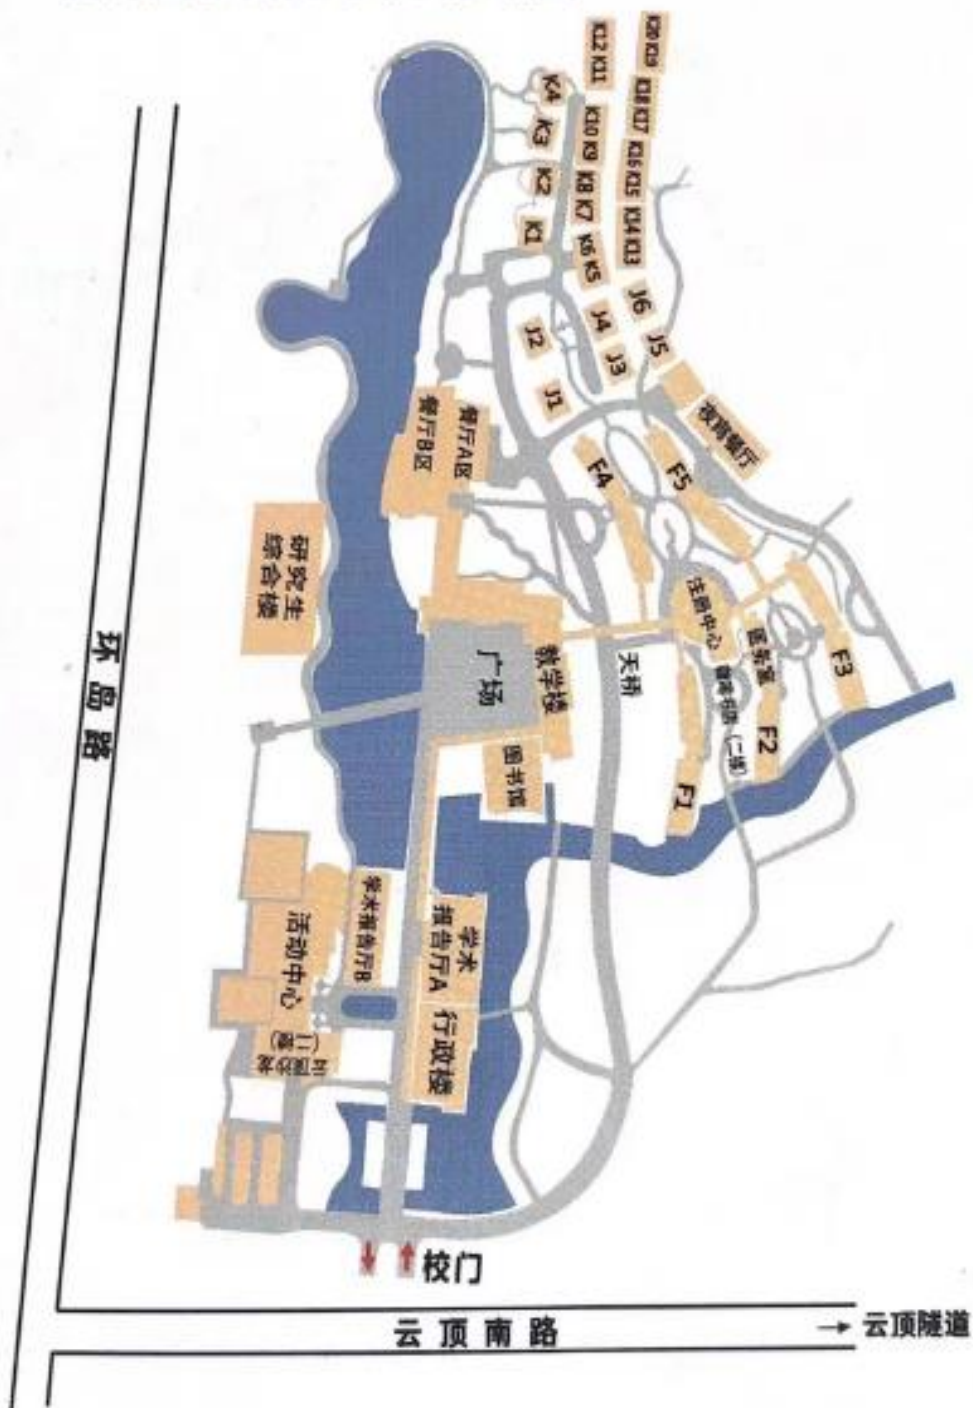 K20 K19
K12 K11
K18 K17
K4
K10 K9
K3
K16 K15
K2
K8 K7
K14 K13
K1
K6 K5
J6
J4
J2
J5
J3
J1
夜宵餐厅
餐厅B区
餐厅A区
F4
F5
研究生
综合楼
注册中心
医务室
F3
环岛路
广场
教学楼
天桥
(二楼)
F2
图书馆
F1
学术报告厅B
学术
报告厅A
活动中心
行政楼
校门
云顶南路
→ 云顶隧道